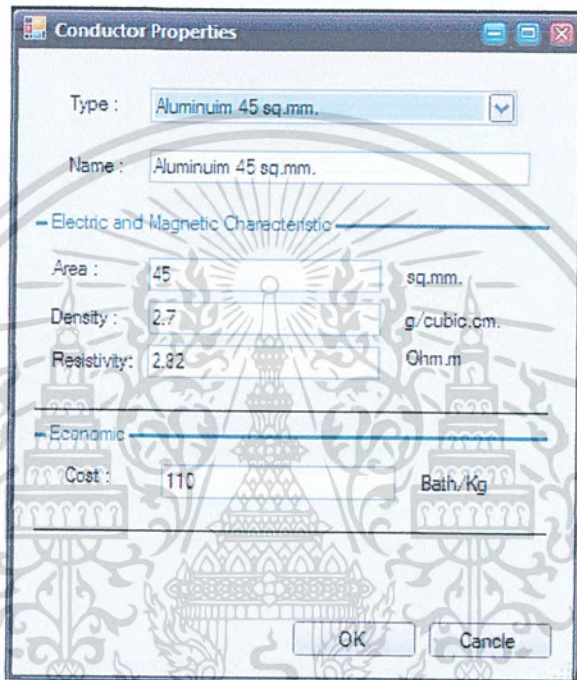 Conductor Properties
Type : Aluminuim 45 sq.mm.
Name : Aluminuim 45 sq.mm.
Electric and Magnetic Charecteristic
Area : 45 sq.mm.
Density : 2.7 g/cubic.cm.
Resistivity: 2.82 Ohm.m
Economic
Cost : 110 Bath/Kg
OK Cancle